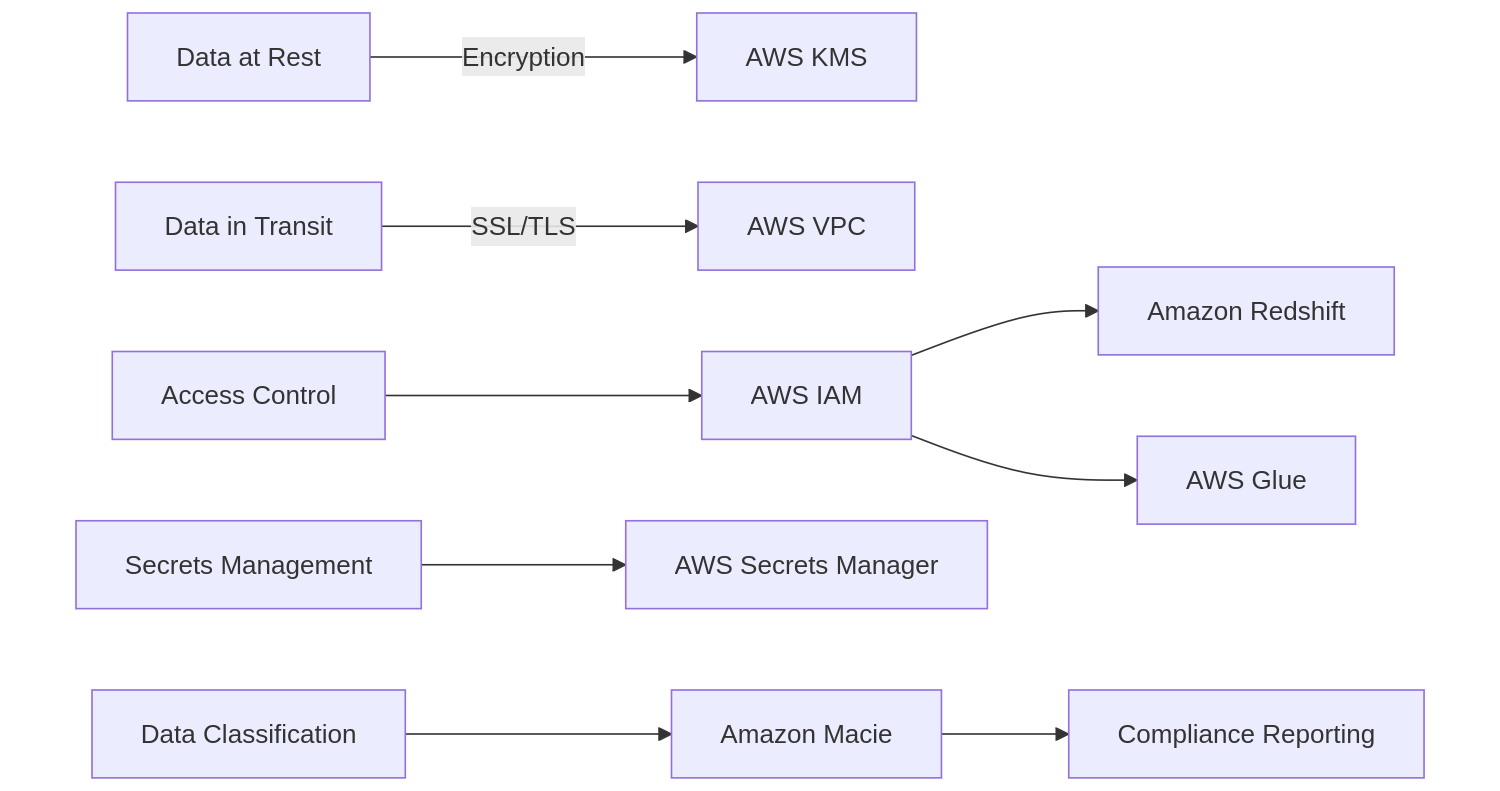 Data at Rest
Encryption
AWS KMS
Data in Transit
SSL/TLS
AWS VPC
Access Control
AWS IAM
Amazon Redshift
AWS Glue
Secrets Management
AWS Secrets Manager
Data Classification
Amazon Macie
Compliance Reporting